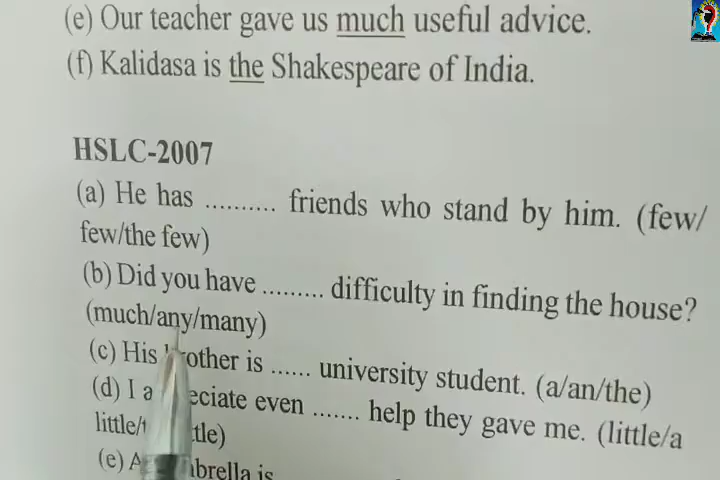 (e) Our teacher gave us much useful advice.
(f) Kalidasa is the Shakespeare of India.
HSLC-2007
(a) He has .......... friends who stand by him. (few/
few/the few)
(b) Did you have ......... difficulty in finding the house?
(much/any/many)
(c) His brother is ...... university student. (a/an/the)
(d) I a eciate even ....... help they gave me. (little/a
little/t tle)
(e) A brella is